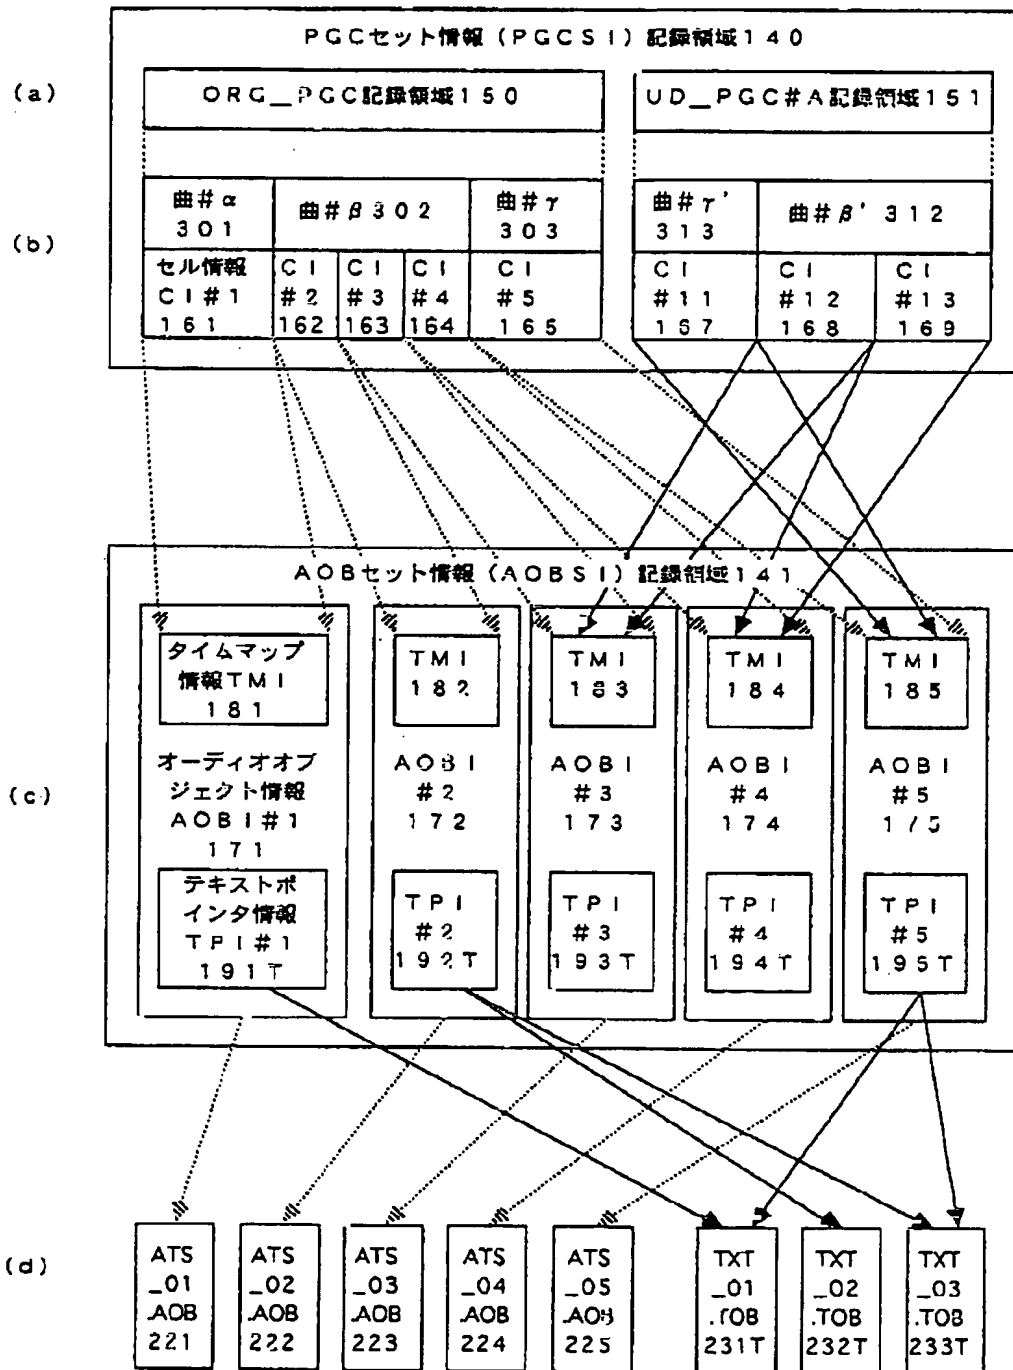 PGCセット情報(PGCSI)記録領域140
(a)
ORG_PGC記録領域150
UD_PGC#A記録領域151
(b)
曲#α
301
曲#β302
曲#γ
303
曲#γ'
313
曲#β'312
セル情報
CI#1
161
CI
#2
162
CI
#3
163
CI
#4
164
CI
#5
165
CI
#11
167
CI
#12
168
CI
#13
169
AOBセット情報(AOBSI)記録領域141
(c)
タイムマップ
情報TMI
181
TMI
182
TMI
183
TMI
184
TMI
185
オーディオオブ
ジェクト情報
AOBI#1
171
AOBI
#2
172
AOBI
#3
173
AOBI
#4
174
AOBI
#5
175
テキストポ
インタ情報
TPI#1
191T
TPI
#2
192T
TPI
#3
193T
TPI
#4
194T
TPI
#5
195T
(d)
ATS
_01
.AOB
221
ATS
_02
.AOB
222
ATS
_03
.AOB
223
ATS
_04
.AOB
224
ATS
_05
.AOB
225
TXT
_01
.TOB
231T
TXT
_02
.TOB
232T
TXT
_03
.TOB
233T